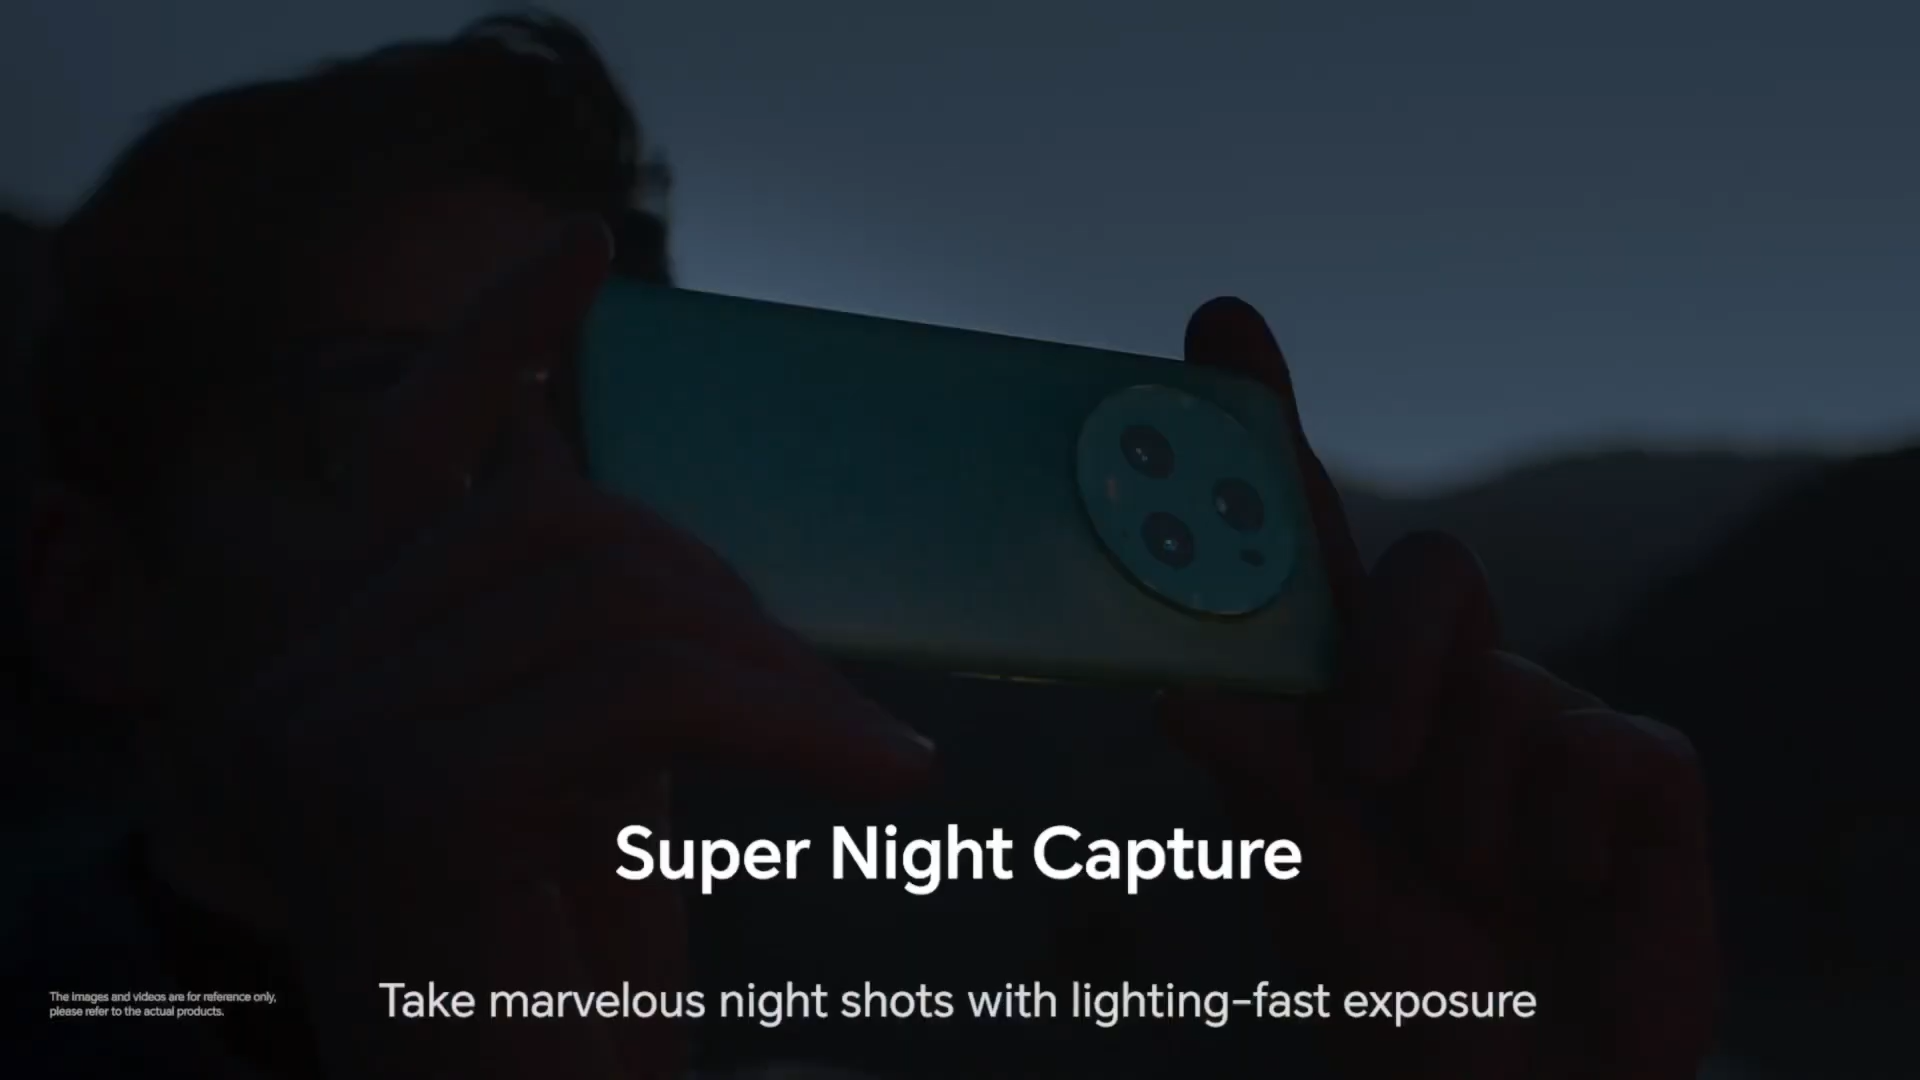 Super Night Capture
Take marvelous night shots with lighting-fast exposure
The images and videos are for reference only,
please refer to the actual products.